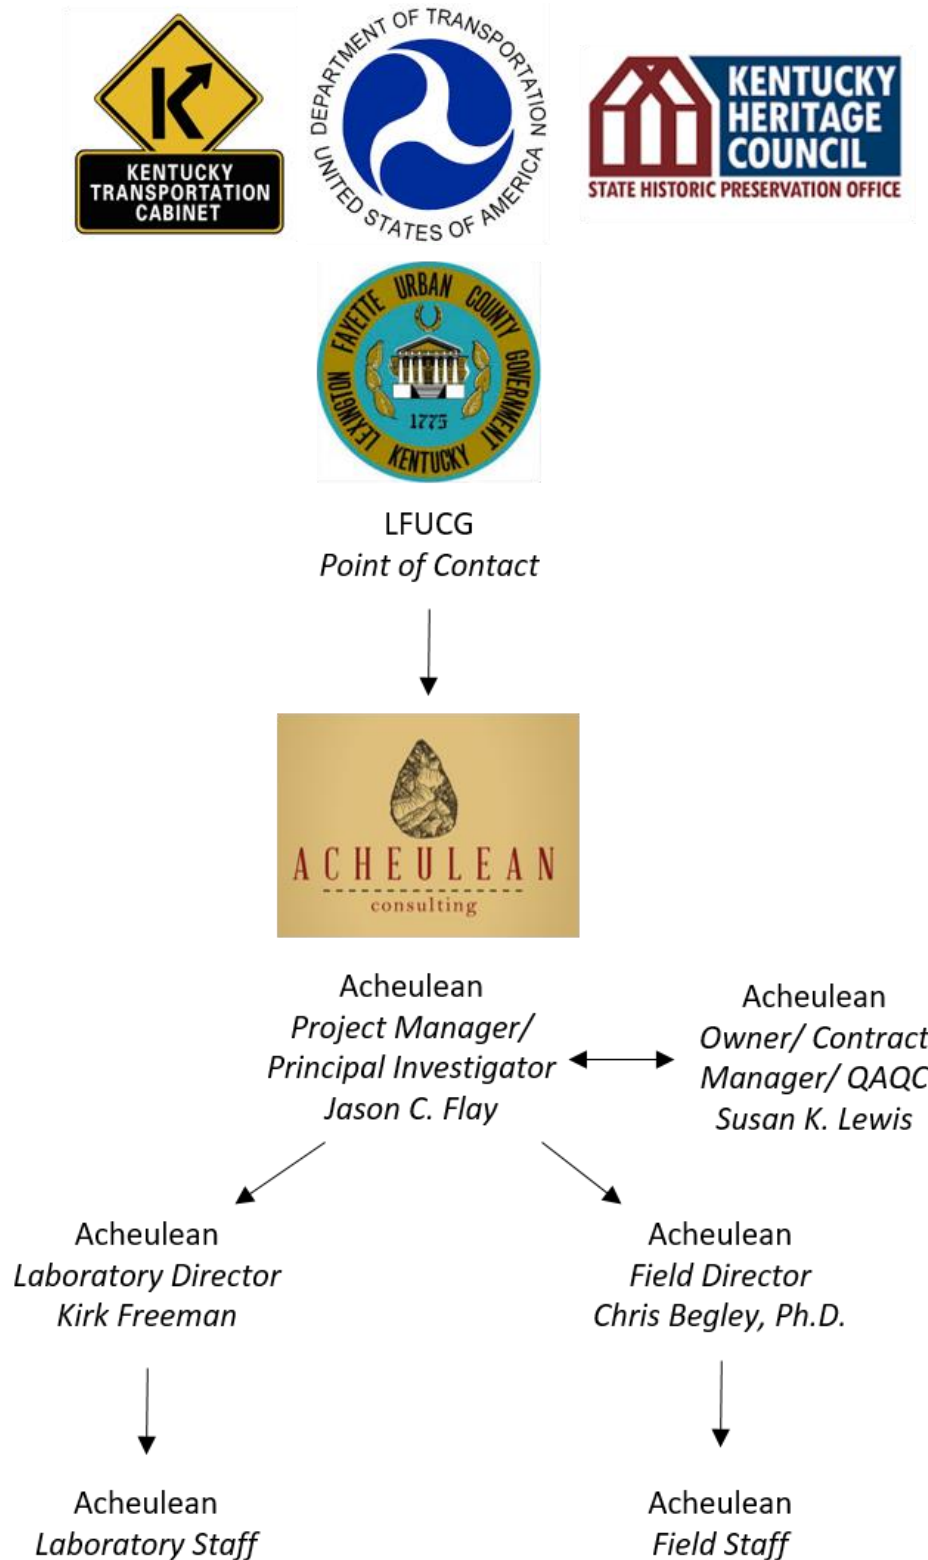 KENTUCKY
TRANSPORTATION
CABINET
DEPARTMENT OF TRANSPORTATION
UNITED STATES OF AMERICA
KENTUCKY
HERITAGE
COUNCIL
STATE HISTORIC PRESERVATION OFFICE
LEXINGTON FAYETTE URBAN COUNTY GOVERNMENT
1775
KENTUCKY
LFUCG
Point of Contact
ACHEULEAN
consulting
Acheulean
Project Manager/
Principal Investigator
Jason C. Flay
Acheulean
Owner/ Contract
Manager/ QAQC
Susan K. Lewis
Acheulean
Laboratory Director
Kirk Freeman
Acheulean
Field Director
Chris Begley, Ph.D.
Acheulean
Laboratory Staff
Acheulean
Field Staff